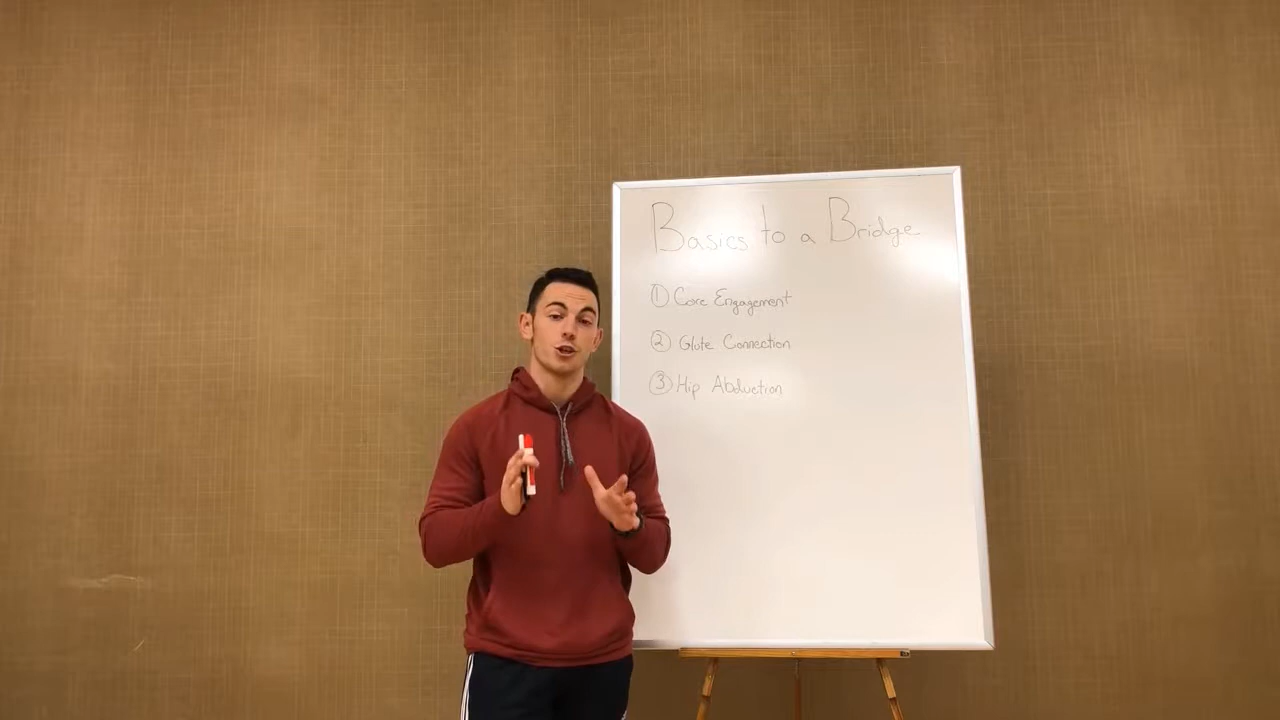 Basics to a Bridge
① Core Engagement
② Glute Connection
③ Hip Abduction